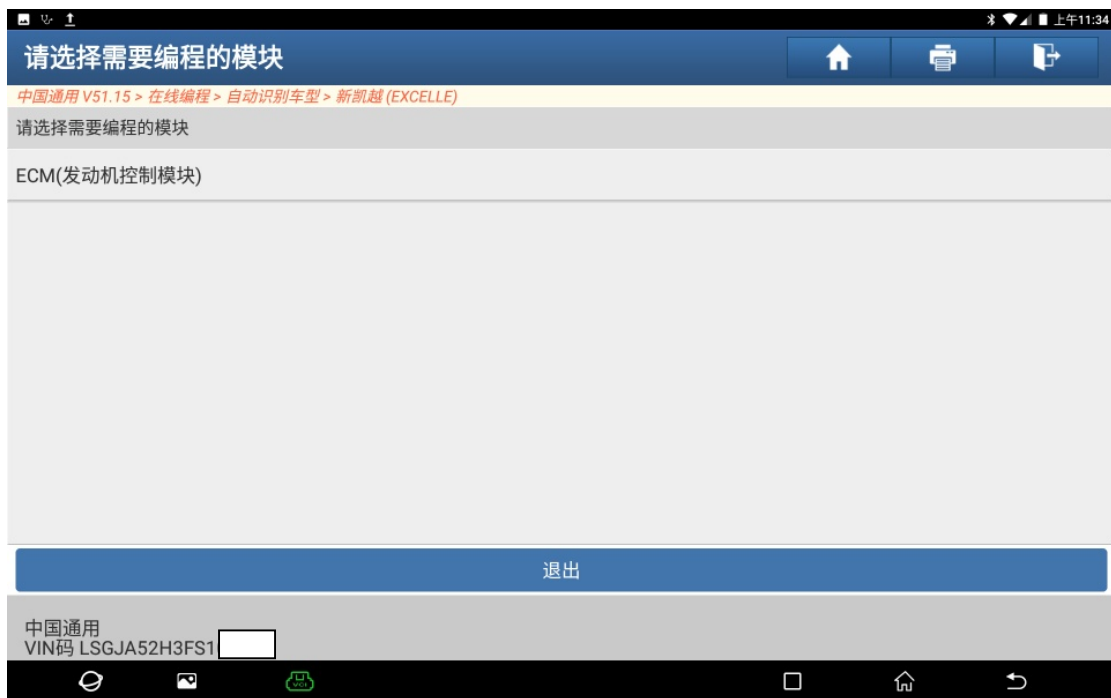 上午11:34
请选择需要编程的模块
中国通用 V51.15 > 在线编程 > 自动识别车型 > 新凯越 (EXCELLE)
请选择需要编程的模块
ECM(发动机控制模块)
退出
中国通用
VIN码 LSGJA52H3FS1
VCI